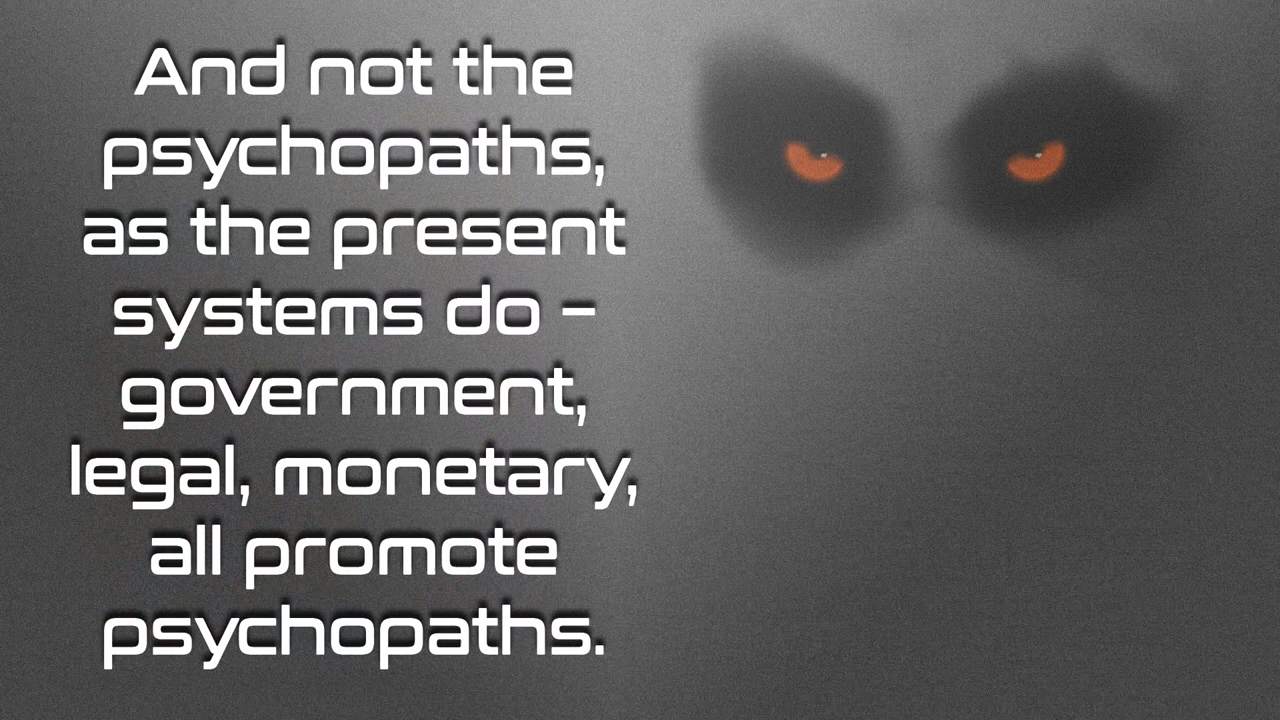 And not the
psychopaths,
as the present
systems do –
government,
legal, monetary,
all promote
psychopaths.